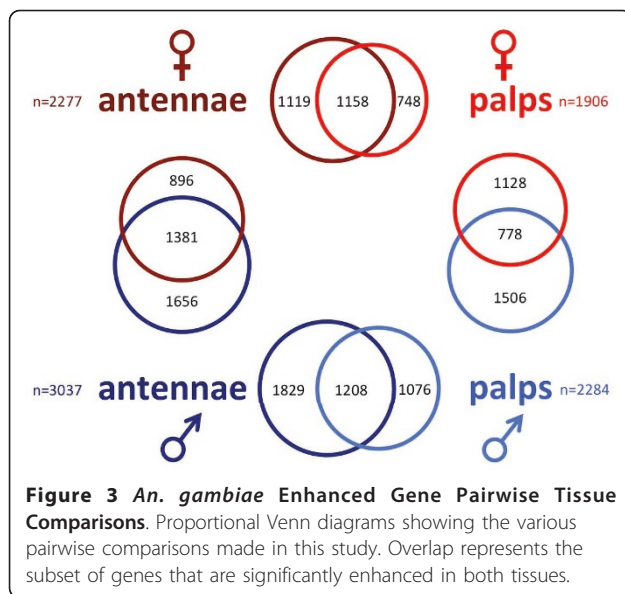 ♀ ♀
n=2277 antennae 1119 1158 748 palps n=1906
896 1128
1381 778
1656 1506
n=3037 antennae 1829 1208 1076 palps n=2284
♂ ♂
Figure 3 An. gambiae Enhanced Gene Pairwise Tissue
Comparisons. Proportional Venn diagrams showing the various
pairwise comparisons made in this study. Overlap represents the
subset of genes that are significantly enhanced in both tissues.